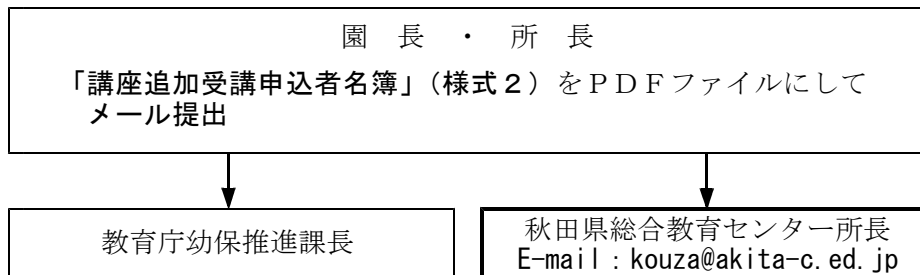 園　長　・　所　長
「講座追加受講申込者名簿」（様式２）をＰＤＦファイルにして
メール提出
教育庁幼保推進課長
秋田県総合教育センター所長
E-mail：kouza@akita-c.ed.jp